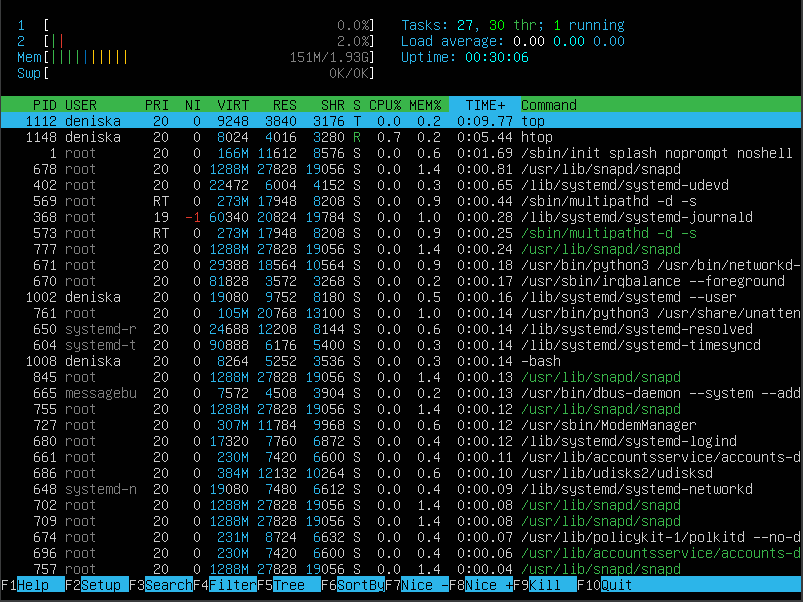 1 [ 0.0%] Tasks: 27, 30 thr; 1 running
2 [|| 2.0%] Load average: 0.00 0.00 0.00
Mem[|||||||||| 151M/1.93G] Uptime: 00:30:06
Swp[ 0K/0K]
PID USER PRI NI VIRT RES SHR S CPU% MEM% TIME+ Command
1112 deniska 20 0 9248 3840 3176 T 0.0 0.2 0:09.77 top
1148 deniska 20 0 8024 4016 3280 R 0.7 0.2 0:05.44 htop
1 root 20 0 166M 11612 8576 S 0.0 0.6 0:01.69 /sbin/init splash noprompt noshell
678 root 20 0 1288M 27828 19056 S 0.0 1.4 0:00.81 /usr/lib/snapd/snapd
402 root 20 0 22472 6004 4152 S 0.0 0.3 0:00.65 /lib/systemd/systemd-udevd
569 root RT 0 273M 17948 8208 S 0.0 0.9 0:00.44 /sbin/multipathd -d -s
368 root 19 -1 60340 20824 19784 S 0.0 1.0 0:00.28 /lib/systemd/systemd-journald
573 root RT 0 273M 17948 8208 S 0.0 0.9 0:00.25 /sbin/multipathd -d -s
777 root 20 0 1288M 27828 19056 S 0.0 1.4 0:00.24 /usr/lib/snapd/snapd
671 root 20 0 29388 18564 10564 S 0.0 0.9 0:00.18 /usr/bin/python3 /usr/bin/networkd-
670 root 20 0 81828 3572 3268 S 0.0 0.2 0:00.17 /usr/sbin/irqbalance --foreground
1002 deniska 20 0 19080 9752 8180 S 0.0 0.5 0:00.16 /lib/systemd/systemd --user
761 root 20 0 105M 20768 13100 S 0.0 1.0 0:00.14 /usr/bin/python3 /usr/share/unatten
650 systemd-r 20 0 24688 12208 8144 S 0.0 0.6 0:00.14 /lib/systemd/systemd-resolved
604 systemd-t 20 0 90888 6176 5400 S 0.0 0.3 0:00.14 /lib/systemd/systemd-timesyncd
1008 deniska 20 0 8264 5252 3536 S 0.0 0.3 0:00.14 -bash
845 root 20 0 1288M 27828 19056 S 0.0 1.4 0:00.13 /usr/lib/snapd/snapd
665 messagebu 20 0 7572 4508 3904 S 0.0 0.2 0:00.13 /usr/bin/dbus-daemon --system --add
755 root 20 0 1288M 27828 19056 S 0.0 1.4 0:00.12 /usr/lib/snapd/snapd
727 root 20 0 307M 11784 9968 S 0.0 0.6 0:00.12 /usr/sbin/ModemManager
680 root 20 0 17320 7760 6872 S 0.0 0.4 0:00.12 /lib/systemd/systemd-logind
661 root 20 0 230M 7420 6600 S 0.0 0.4 0:00.11 /usr/lib/accountsservice/accounts-d
686 root 20 0 384M 12132 10264 S 0.0 0.6 0:00.10 /usr/lib/udisks2/udisksd
648 systemd-n 20 0 19080 7480 6612 S 0.0 0.4 0:00.09 /lib/systemd/systemd-networkd
702 root 20 0 1288M 27828 19056 S 0.0 1.4 0:00.08 /usr/lib/snapd/snapd
709 root 20 0 1288M 27828 19056 S 0.0 1.4 0:00.08 /usr/lib/snapd/snapd
674 root 20 0 231M 8724 6632 S 0.0 0.4 0:00.07 /usr/lib/policykit-1/polkitd --no-d
696 root 20 0 230M 7420 6600 S 0.0 0.4 0:00.06 /usr/lib/accountsservice/accounts-d
757 root 20 0 1288M 27828 19056 S 0.0 1.4 0:00.04 /usr/lib/snapd/snapd
F1Help F2Setup F3SearchF4FilterF5Tree F6SortByF7Nice -F8Nice +F9Kill F10Quit